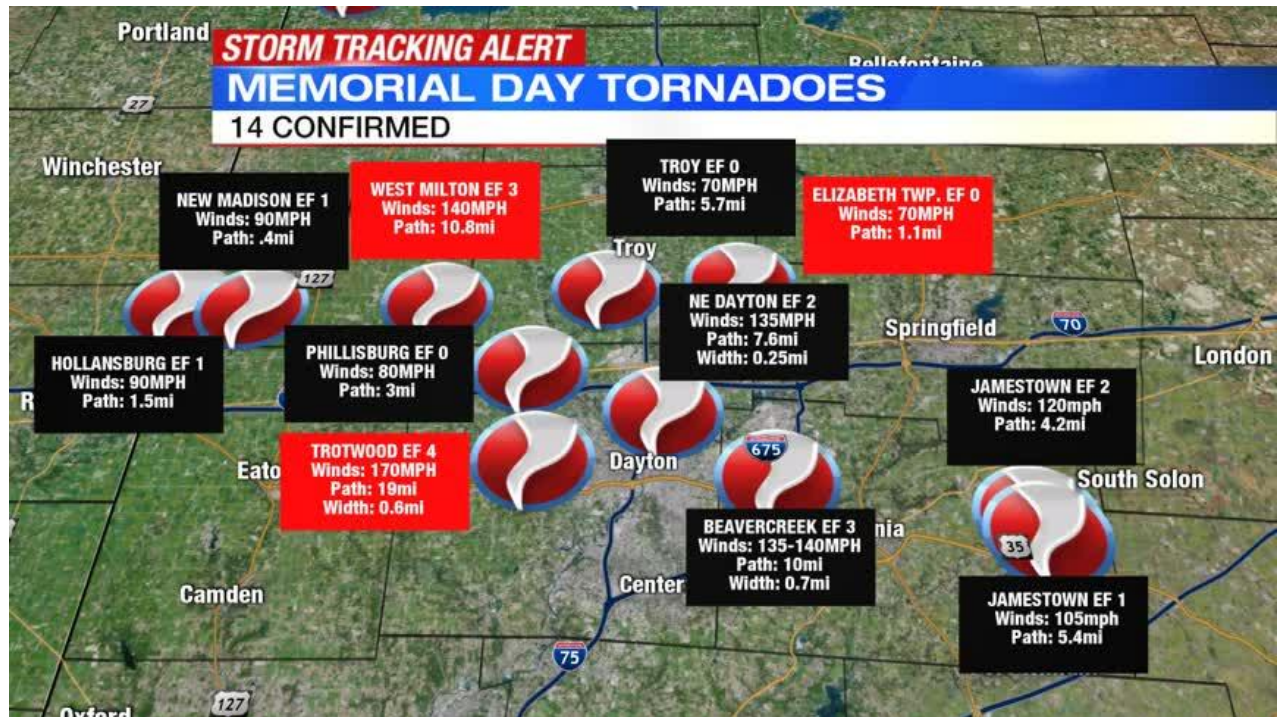 Portland
STORM TRACKING ALERT
Bellefontaine
MEMORIAL DAY TORNADOES
14 CONFIRMED
27
Winchester
NEW MADISON EF 1
Winds: 90MPH
Path: .4mi
WEST MILTON EF 3
Winds: 140MPH
Path: 10.8mi
TROY EF 0
Winds: 70MPH
Path: 5.7mi
ELIZABETH TWP. EF 0
Winds: 70MPH
Path: 1.1mi
Troy
127
HOLLANSBURG EF 1
Winds: 90MPH
Path: 1.5mi
PHILLISBURG EF 0
Winds: 80MPH
Path: 3mi
NE DAYTON EF 2
Winds: 135MPH
Path: 7.6mi
Width: 0.25mi
Springfield
70
London
R
JAMESTOWN EF 2
Winds: 120mph
Path: 4.2mi
Eato
TROTWOOD EF 4
Winds: 170MPH
Path: 19mi
Width: 0.6mi
Dayton
675
South Solon
BEAVERCREEK EF 3
Winds: 135-140MPH
Path: 10mi
Width: 0.7mi
nia
35
Camden
Center
JAMESTOWN EF 1
Winds: 105mph
Path: 5.4mi
75
127
Oxford